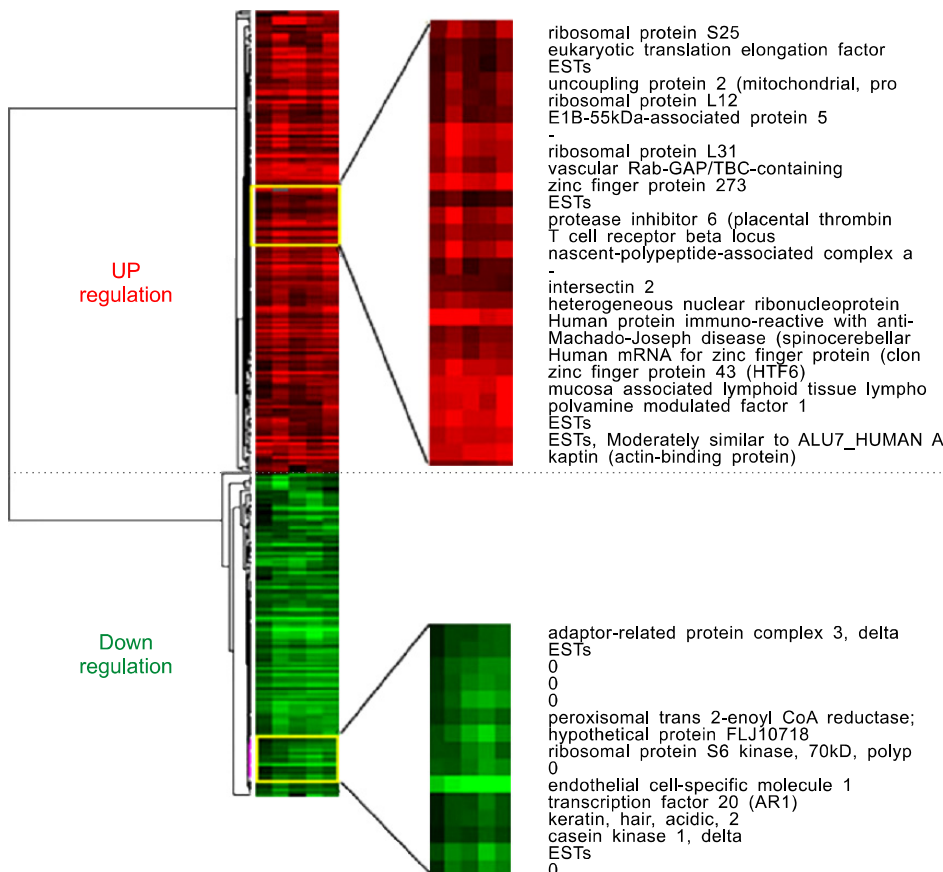 ribosomal protein S25
eukaryotic translation elongation factor
ESTs
uncoupling protein 2 (mitochondrial, pro
ribosomal protein L12
E1B-55kDa-associated protein 5
-
ribosomal protein L31
vascular Rab-GAP/TBC-containing
zinc finger protein 273
ESTs
protease inhibitor 6 (placental thrombin
T cell receptor beta locus
nascent-polypeptide-associated complex a
-
intersectin 2
heterogeneous nuclear ribonucleoprotein
Human protein immuno-reactive with anti-
Machado-Joseph disease (spinocerebellar
Human mRNA for zinc finger protein (clon
zinc finger protein 43 (HTF6)
mucosa associated lymphoid tissue lympho
polvamine modulated factor 1
ESTs
ESTs, Moderately similar to ALU7_HUMAN A
kaptin (actin-binding protein)
UP
regulation
Down
regulation
adaptor-related protein complex 3, delta
ESTs
0
0
0
peroxisomal trans 2-enoyl CoA reductase;
hypothetical protein FLJ10718
ribosomal protein S6 kinase, 70kD, polyp
0
endothelial cell-specific molecule 1
transcription factor 20 (AR1)
keratin, hair, acidic, 2
casein kinase 1, delta
ESTs
0